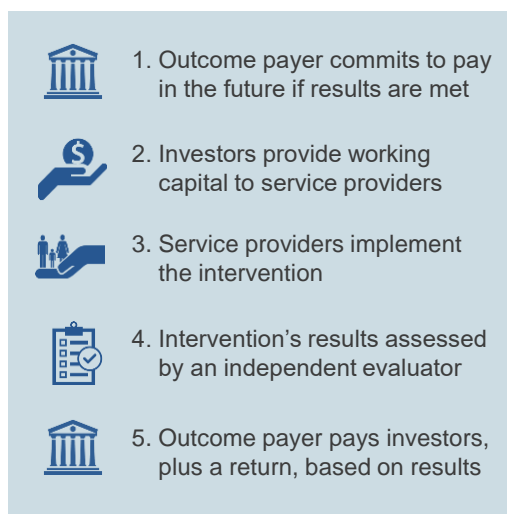 1. Outcome payer commits to pay
in the future if results are met
$
2. Investors provide working
capital to service providers
3. Service providers implement
the intervention
4. Intervention's results assessed
by an independent evaluator
5. Outcome payer pays investors,
plus a return, based on results